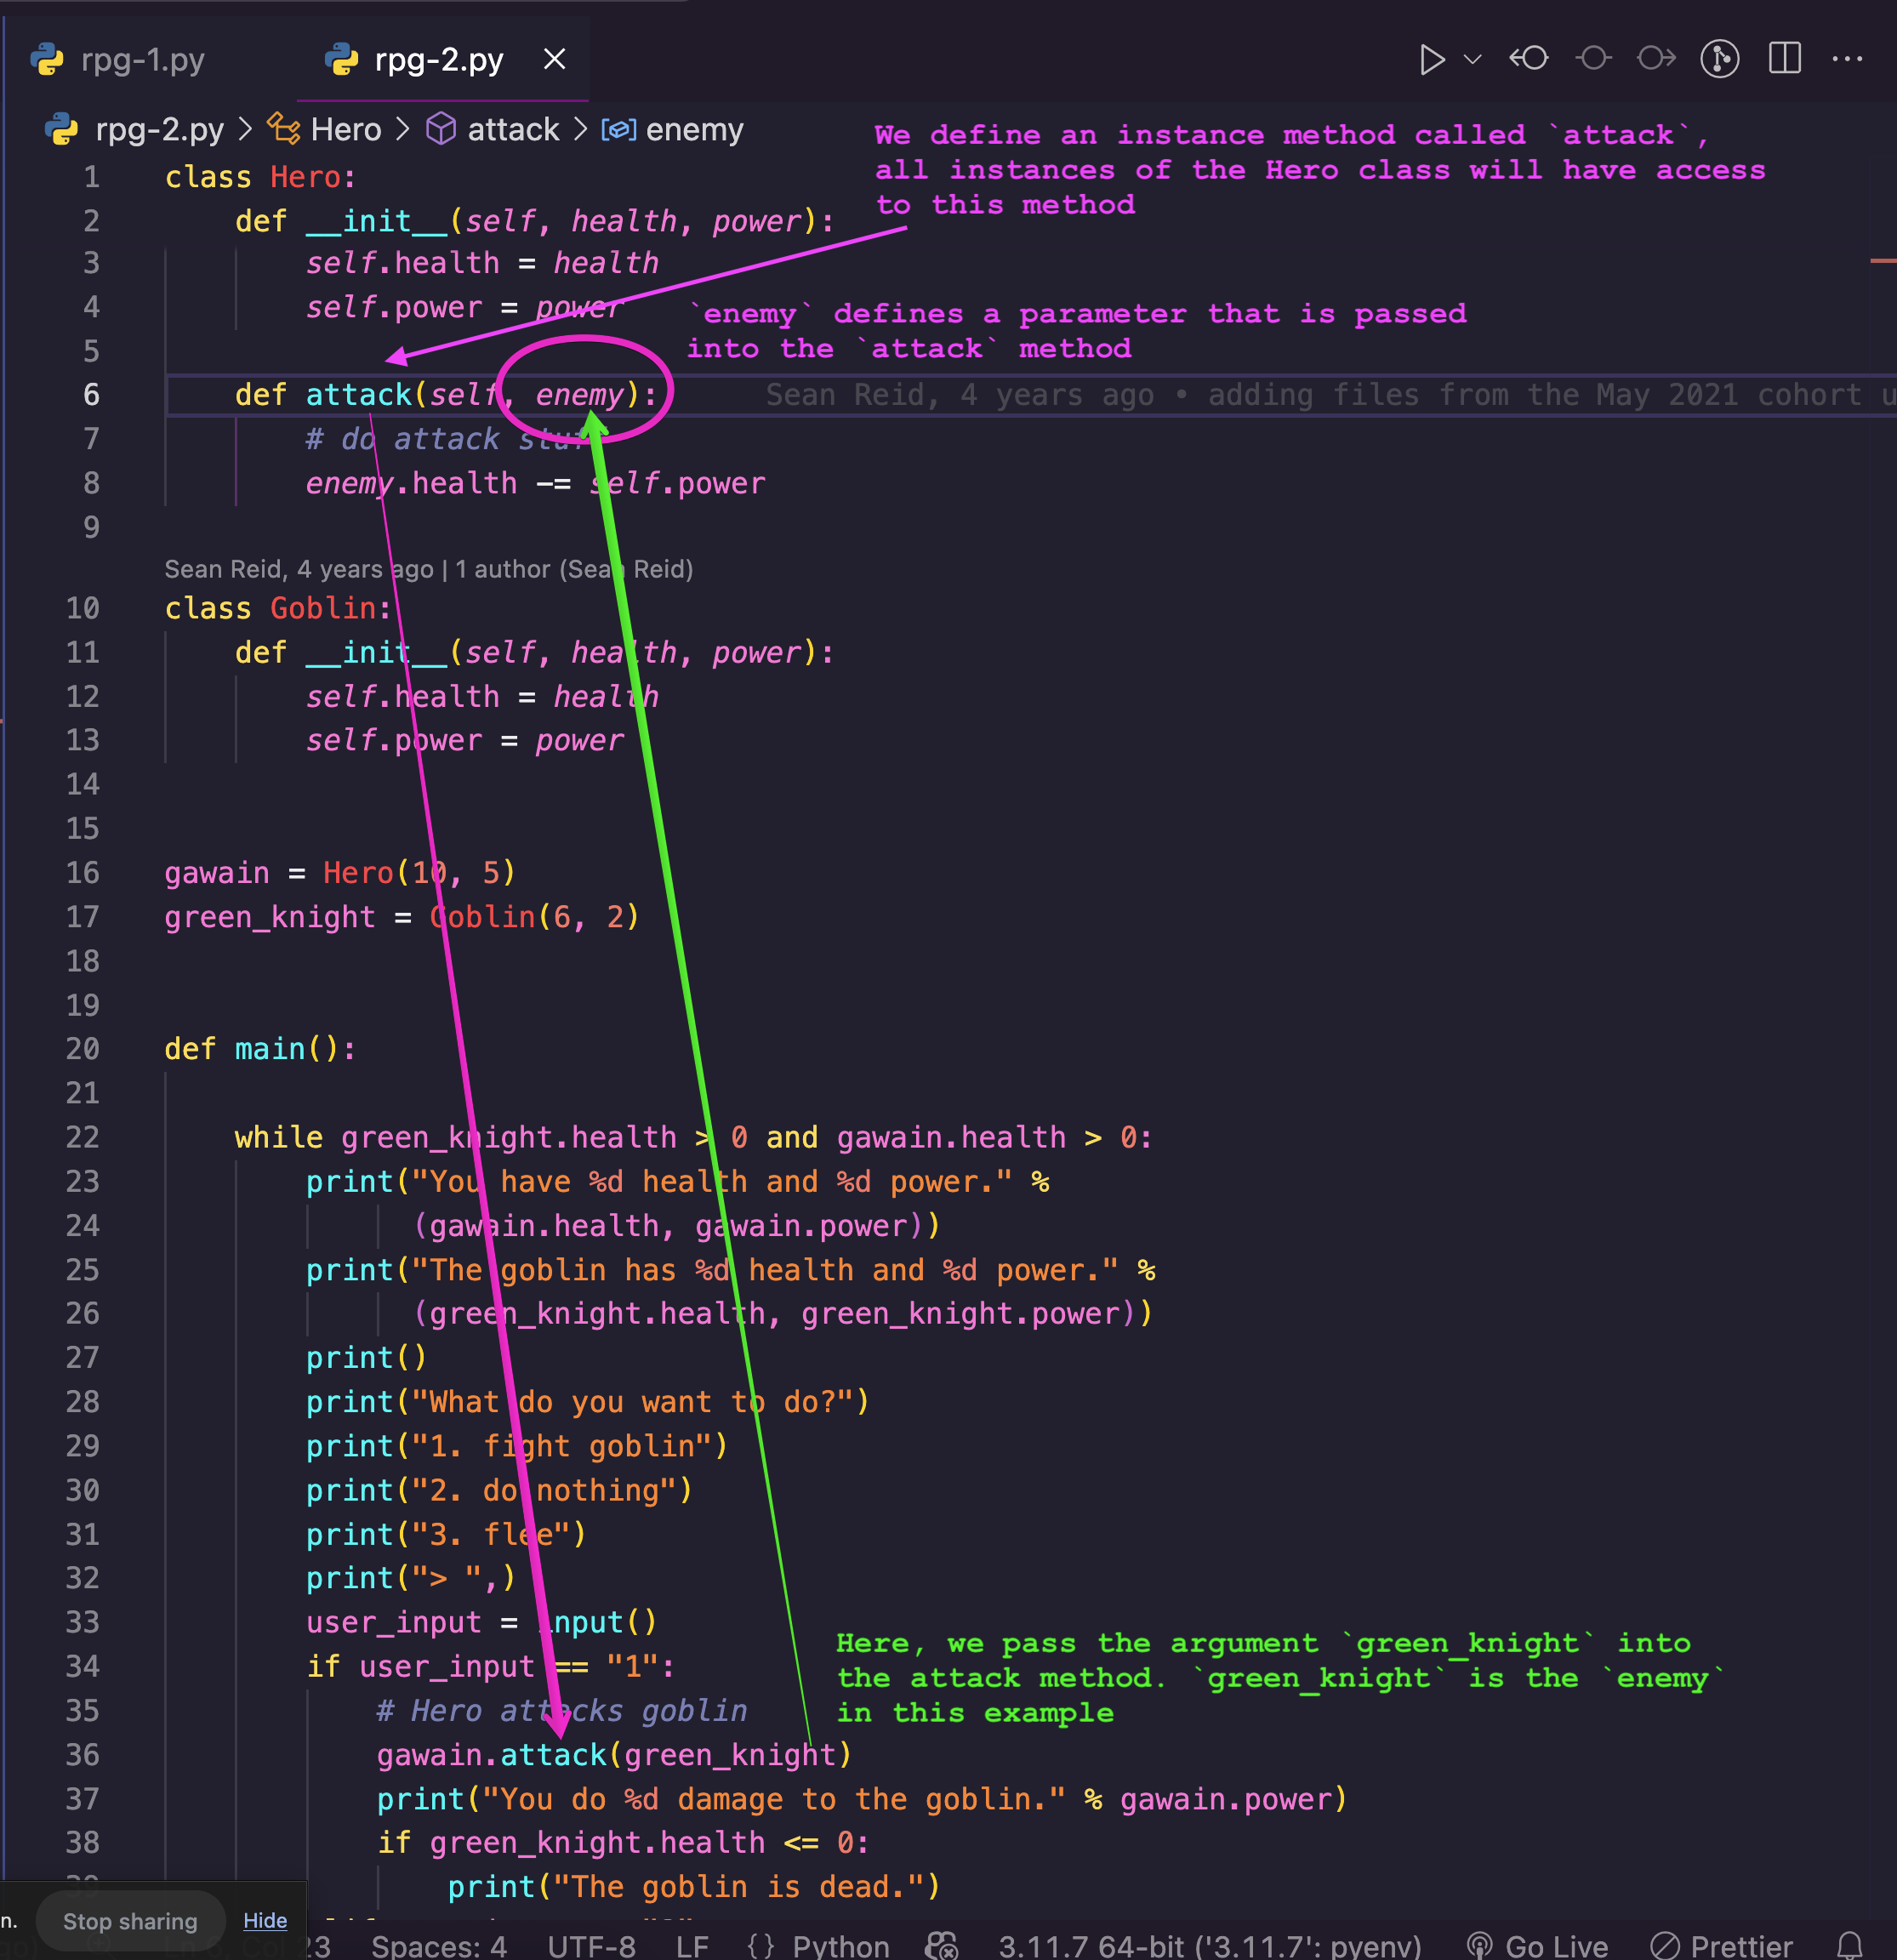 rpg-1.py
rpg-2.py
rpg-2.py > Hero > attack > enemy
We define an instance method called `attack`,
all instances of the Hero class will have access
to this method
1 class Hero:
2 def __init__(self, health, power):
3 self.health = health
4 self.power = power
`enemy` defines a parameter that is passed
into the `attack` method
5
6 def attack(self, enemy): Sean Reid, 4 years ago • adding files from the May 2021 cohort u
7 # do attack stuff
8 enemy.health -= self.power
9
Sean Reid, 4 years ago | 1 author (Sean Reid)
10 class Goblin:
11 def __init__(self, health, power):
12 self.health = health
13 self.power = power
14
15
16 gawain = Hero(10, 5)
17 green_knight = Goblin(6, 2)
18
19
20 def main():
21
22 while green_knight.health > 0 and gawain.health > 0:
23 print("You have %d health and %d power." %
24 (gawain.health, gawain.power))
25 print("The goblin has %d health and %d power." %
26 (green_knight.health, green_knight.power))
27 print()
28 print("What do you want to do?")
29 print("1. fight goblin")
30 print("2. do nothing")
31 print("3. flee")
32 print("> ",)
33 user_input = input()
34 if user_input == "1":
Here, we pass the argument `green_knight` into
the attack method. `green_knight` is the `enemy`
in this example
35 # Hero attacks goblin
36 gawain.attack(green_knight)
37 print("You do %d damage to the goblin." % gawain.power)
38 if green_knight.health <= 0:
39 print("The goblin is dead.")
n. Stop sharing Hide
23 Spaces: 4 UTF-8 LF {} Python 3.11.7 64-bit ('3.11.7': pyenv) Go Live Prettier